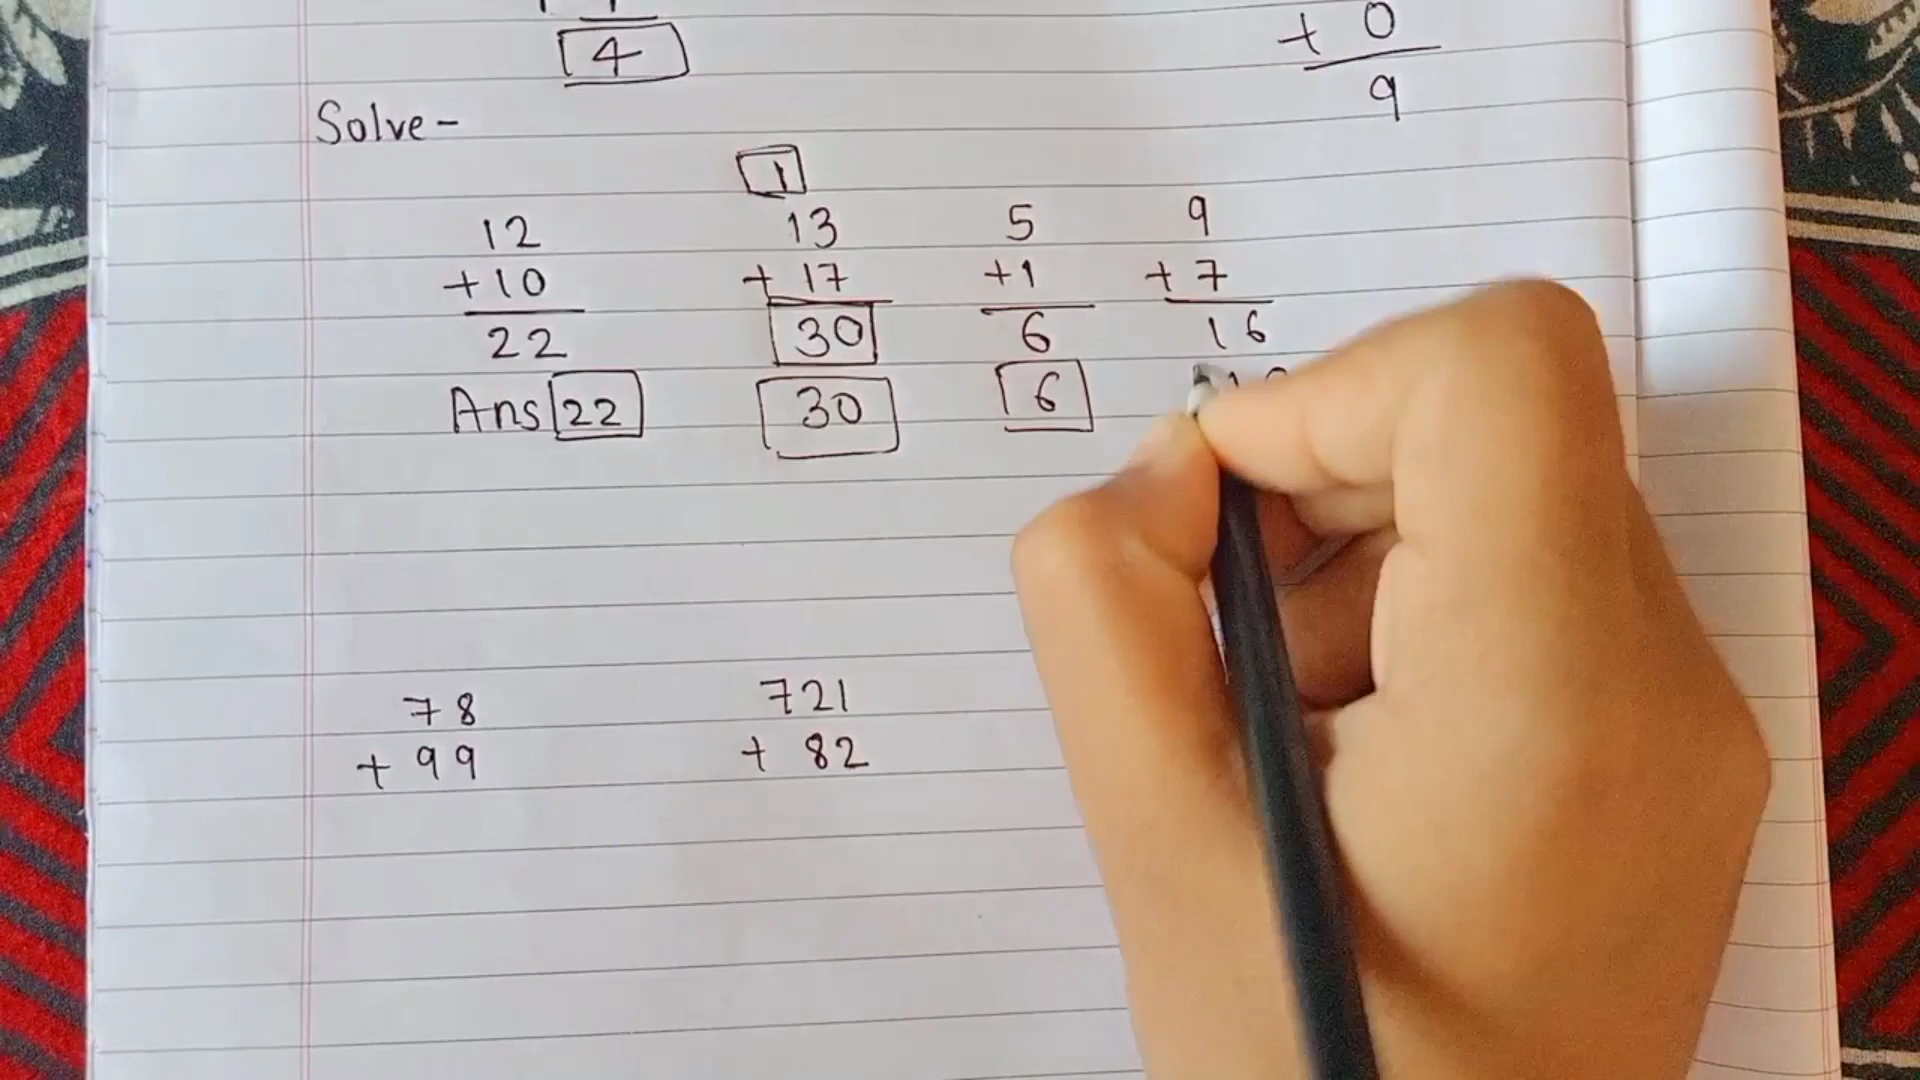 4
+ 0
9
Solve-
1
12 13 5 9
+10 + 17 +1 + 7
22 30 6 16
Ans 22 30 6
78 721
+ 99 + 82